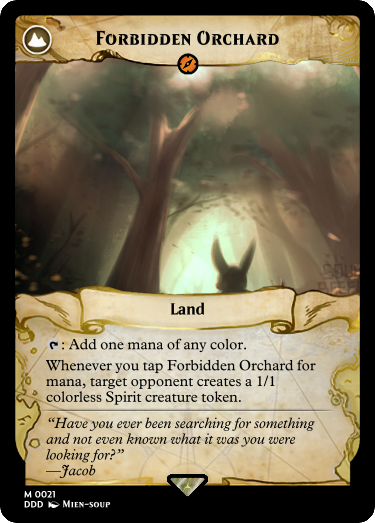 FORBIDDEN ORCHARD
Land
: Add one mana of any color.
Whenever you tap Forbidden Orchard for
mana, target opponent creates a 1/1
colorless Spirit creature token.
“Have you ever been searching for something
and not even known what it was you were
looking for?”
—Jacob
M 0021
DDD MIEN-SOUP